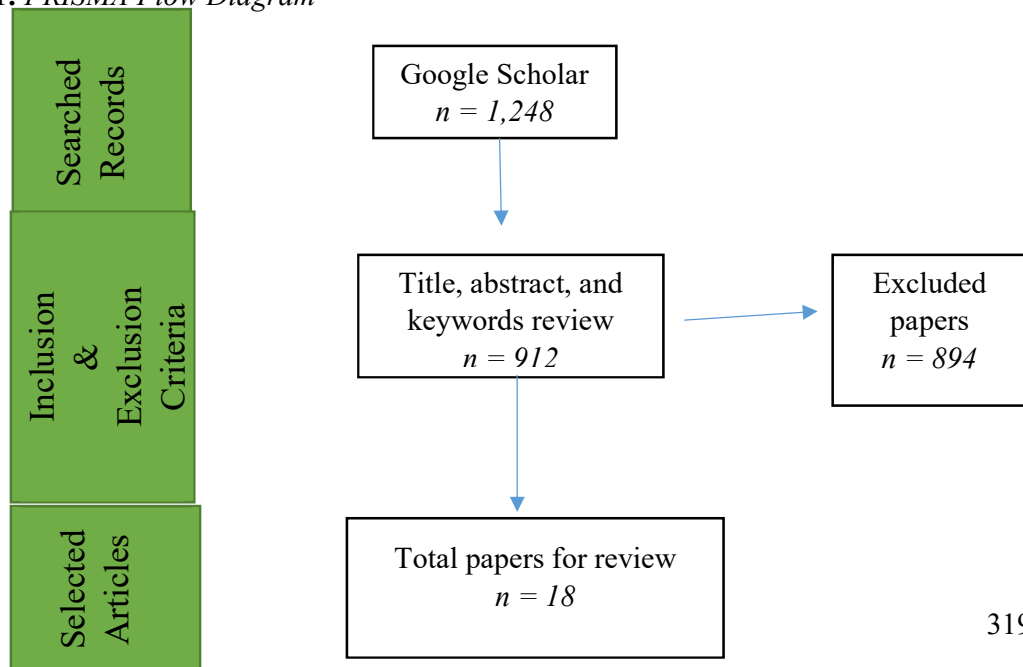 PRISMA Flow Diagram
Searched
Records
Google Scholar
n = 1,248
Inclusion
&
Exclusion
Criteria
Title, abstract, and
keywords review
n = 912
Excluded
papers
n = 894
Selected
Articles
Total papers for review
n = 18
319